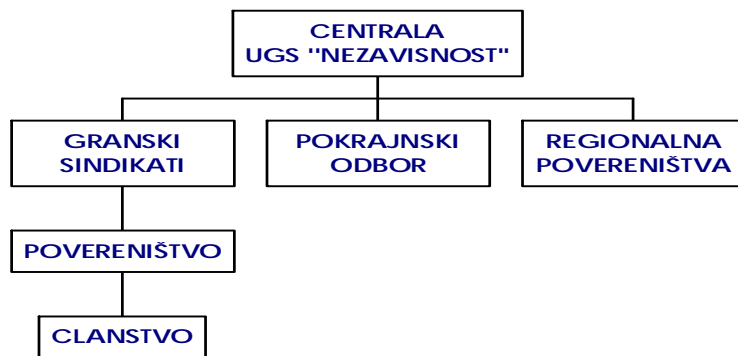 CENTRALA
UGS "NEZAVISNOST"
GRANSKI
SINDIKATI
POKRAJNSKI
ODBOR
REGIONALNA
POVERENIŠTVA
POVERENIŠTVO
CLANSTVO